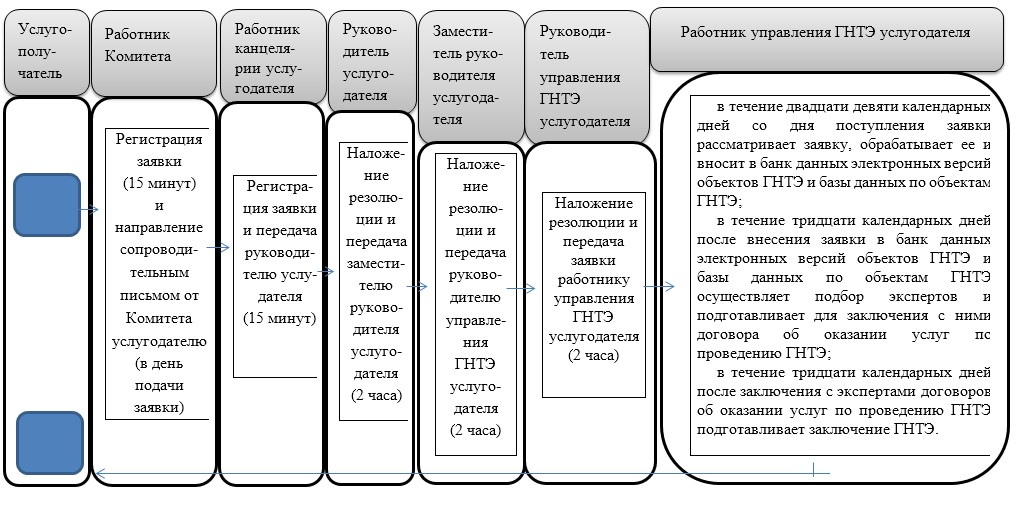 Услуго-
полу-
чатель
Работник
Комитета
Работник
канцеля-
рии услу-
годателя
Руково-
дитель
услуго-
дателя
Замести-
тель руко-
водителя
услугода-
теля
Руководи-
тель
управления
ГНТЭ
услугодателя
Работник управления ГНТЭ услугодателя
Регистрация
заявки
(15 минут)
и
направление
сопроводи-
тельным
письмом от
Комитета
услугодателю
(в день
подачи
заявки)
Регистра-
ция заявки
и передача
руководи-
телю услу-
дателя
(15 минут)
Наложе-
ние
резолю-
ции и
передача
замести-
телю
руково-
дителя
услуго-
дателя
(2 часа)
Наложе-
ние
резолю-
ции и
передача
руково-
дителю
управле-
ния
ГНТЭ
услуго-
дателя
(2 часа)
Наложение
резолюции и
передача
заявки
работнику
управления
ГНТЭ
услугодателя
(2 часа)
в течение двадцати девяти календарных
дней со дня поступления заявки
рассматривает заявку, обрабатывает ее и
вносит в банк данных электронных версий
объектов ГНТЭ и базы данных по объектам
ГНТЭ;
в течение тридцати календарных дней
после внесения заявки в банк данных
электронных версий объектов ГНТЭ и
базы данных по объектам ГНТЭ
осуществляет подбор экспертов и
подготавливает для заключения с ними
договора об оказании услуг по
проведению ГНТЭ;
в течение тридцати календарных дней
после заключения с экспертами договоров
об оказании услуг по проведению ГНТЭ
подготавливает заключение ГНТЭ.